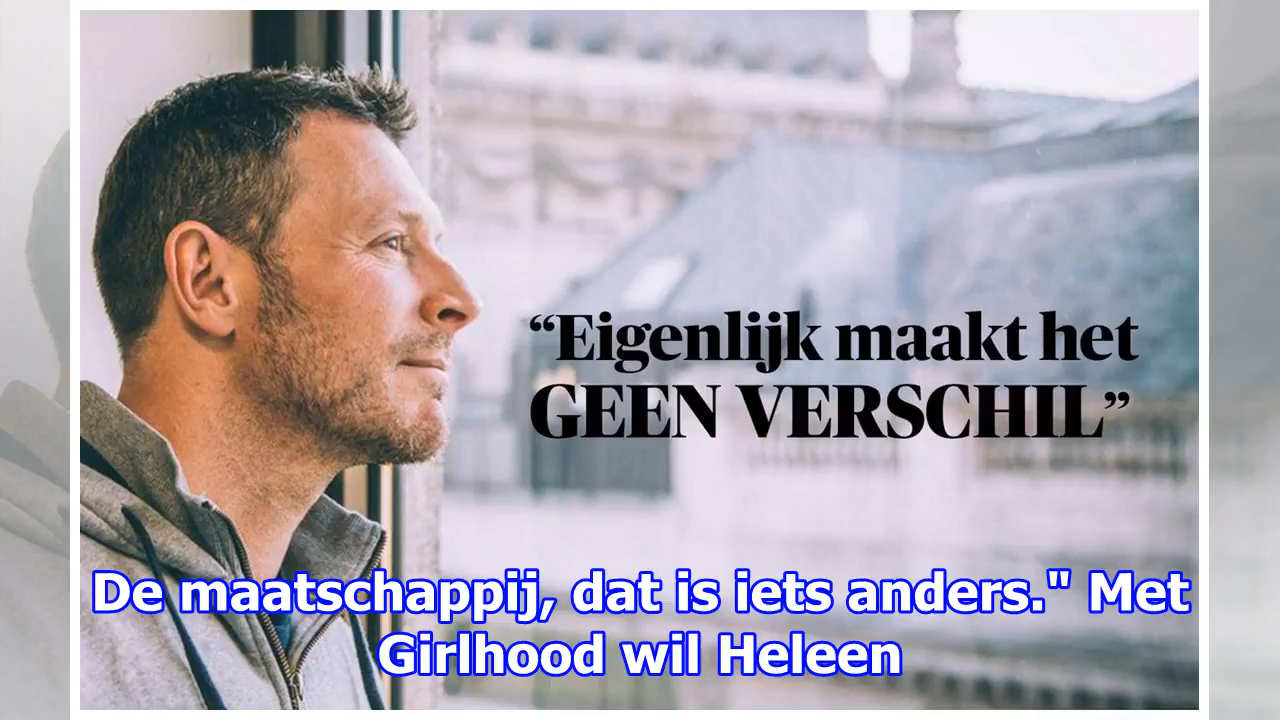 “Eigenlijk maakt het
GEEN VERSCHIL”
De maatschappij, dat is iets anders." Met
Girlhood wil Heleen